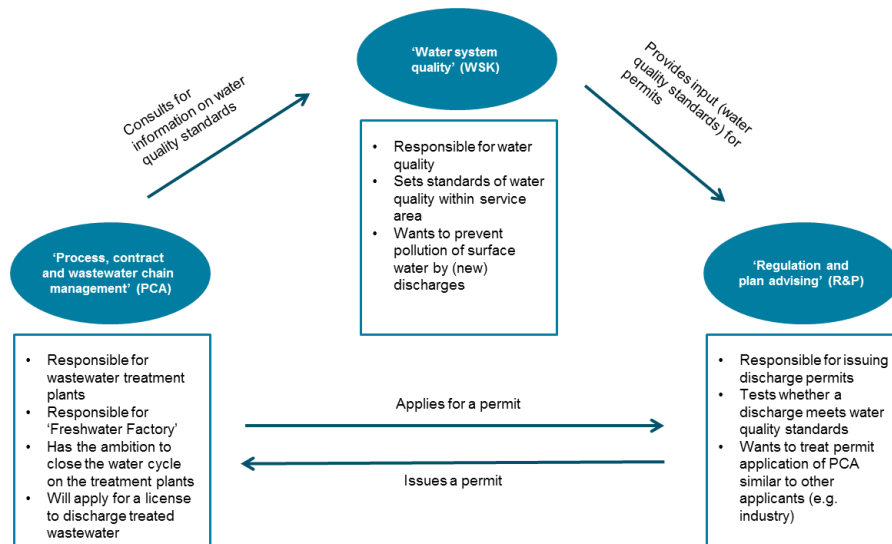 ‘Water system
quality’ (WSK)
Consults for
information on water
quality standards
Provides input (water
quality standards) for
permits
• Responsible for water
quality
• Sets standards of water
quality within service
area
• Wants to prevent
pollution of surface
water by (new)
discharges
‘Process, contract
and wastewater chain
management’ (PCA)
‘Regulation and
plan advising’ (R&P)
• Responsible for
wastewater treatment
plants
• Responsible for
‘Freshwater Factory’
• Has the ambition to
close the water cycle
on the treatment plants
• Will apply for a license
to discharge treated
wastewater
Applies for a permit
Issues a permit
• Responsible for issuing
discharge permits
• Tests whether a
discharge meets water
quality standards
• Wants to treat permit
application of PCA
similar to other
applicants (e.g.
industry)